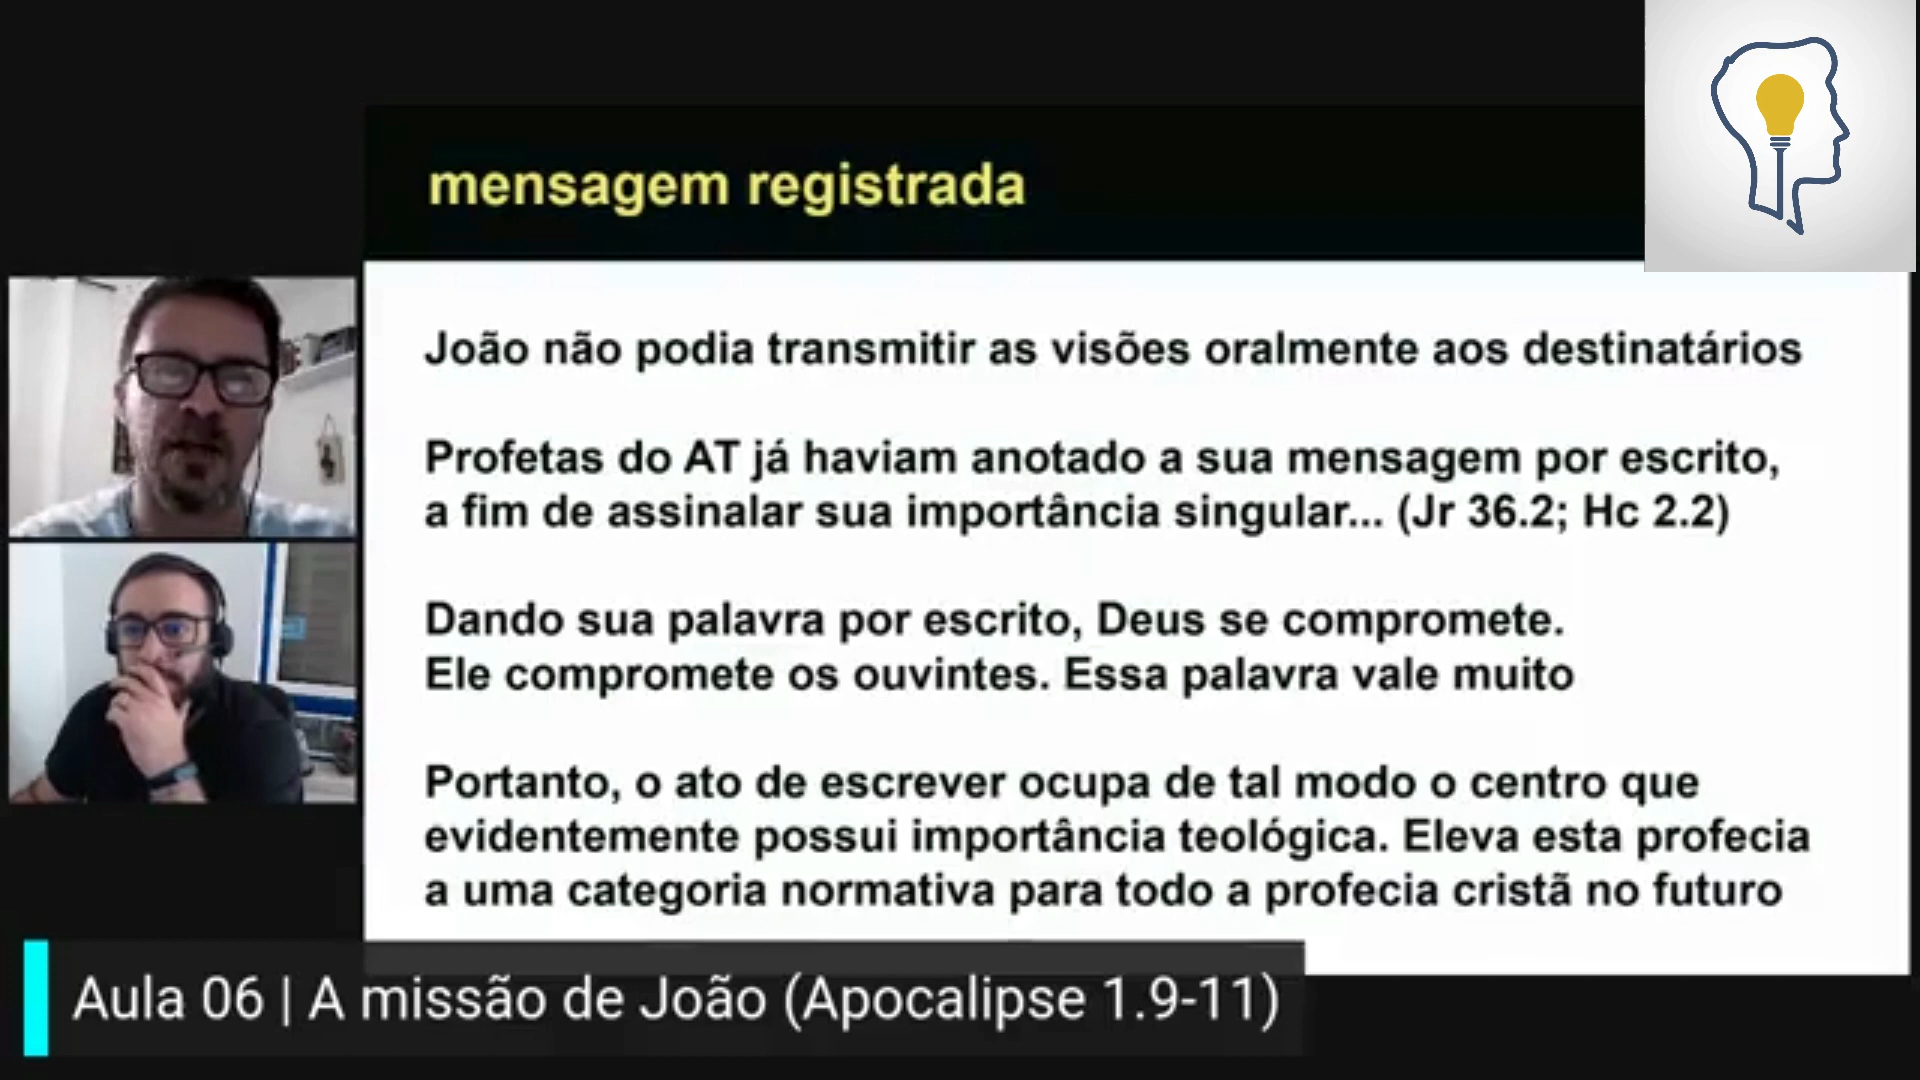 mensagem registrada
João não podia transmitir as visões oralmente aos destinatários
Profetas do AT já haviam anotado a sua mensagem por escrito,
a fim de assinalar sua importância singular... (Jr 36.2; Hc 2.2)
Dando sua palavra por escrito, Deus se compromete.
Ele compromete os ouvintes. Essa palavra vale muito
Portanto, o ato de escrever ocupa de tal modo o centro que
evidentemente possui importância teológica. Eleva esta profecia
a uma categoria normativa para todo a profecia cristã no futuro
Aula 06 | A missão de João (Apocalipse 1.9-11)